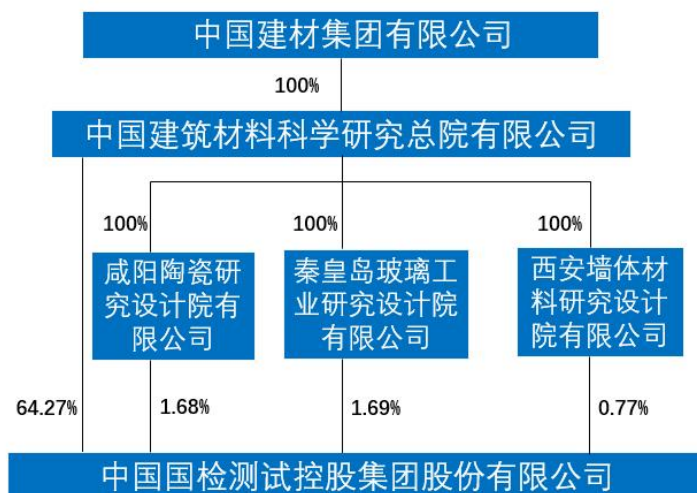 中国建材集团有限公司
100%
中国建筑材料科学研究总院有限公司
100%
100%
100%
咸阳陶瓷研
究设计院有
限公司
秦皇岛玻璃工
业研究设计院
有限公司
西安墙体材
料研究设计
院有限公司
64.27%
1.68%
1.69%
0.77%
中国国检测试控股集团股份有限公司